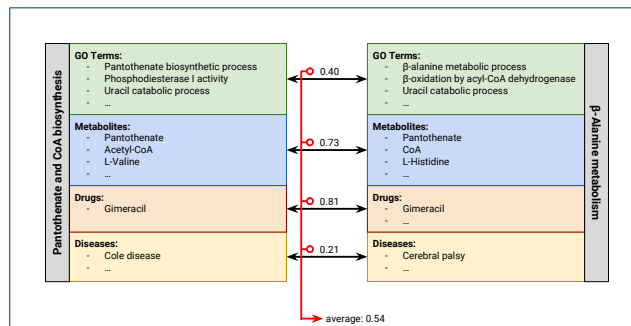 Pantothenate and CoA biosynthesis
GO Terms:
- Pantothenate biosynthetic process
- Phosphodiesterase I activity
- Uracil catabolic process
- ...
Metabolites:
- Pantothenate
- Acetyl-CoA
- L-Valine
- ...
Drugs:
- Gimeracil
Diseases:
- Cole disease
- ...
0.40
0.73
0.81
0.21
average: 0.54
GO Terms:
- β-alanine metabolic process
- β-oxidation by acyl-CoA dehydrogenase
- Uracil catabolic process
- ...
Metabolites:
- Pantothenate
- CoA
- L-Histidine
- ...
Drugs:
- Gimeracil
- ...
Diseases:
- Cerebral palsy
- ...
β-Alanine metabolism